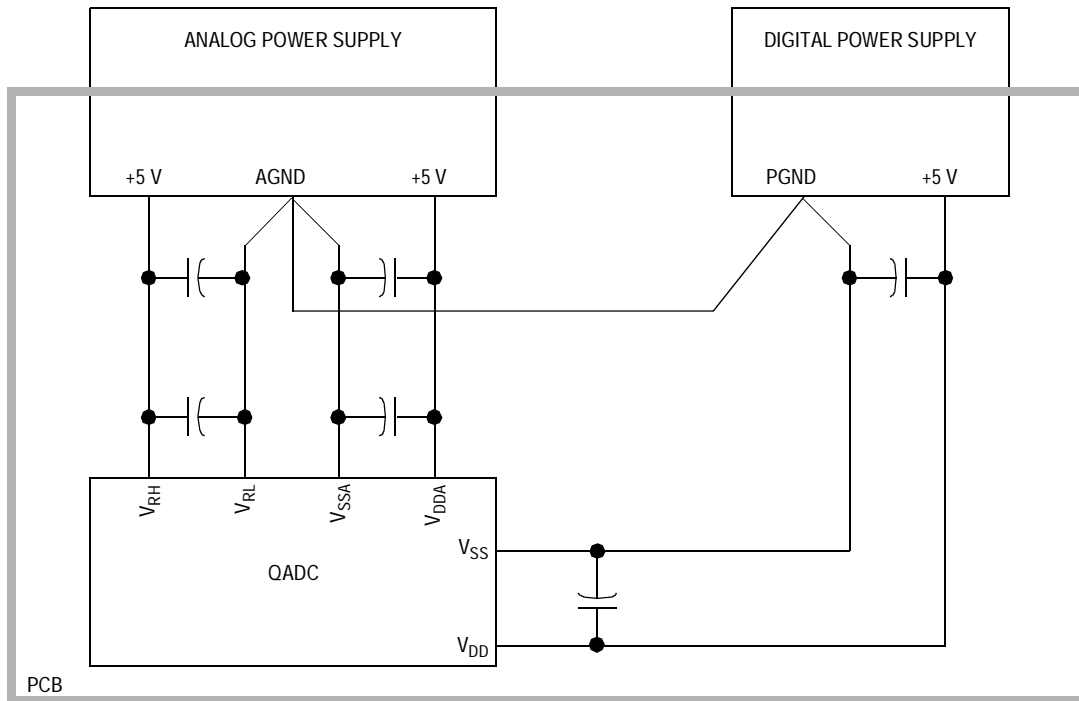 ANALOG POWER SUPPLY
DIGITAL POWER SUPPLY
+5 V
AGND
+5 V
PGND
+5 V
VRH
VRL
VSSA
VDDA
VSS
QADC
VDD
PCB